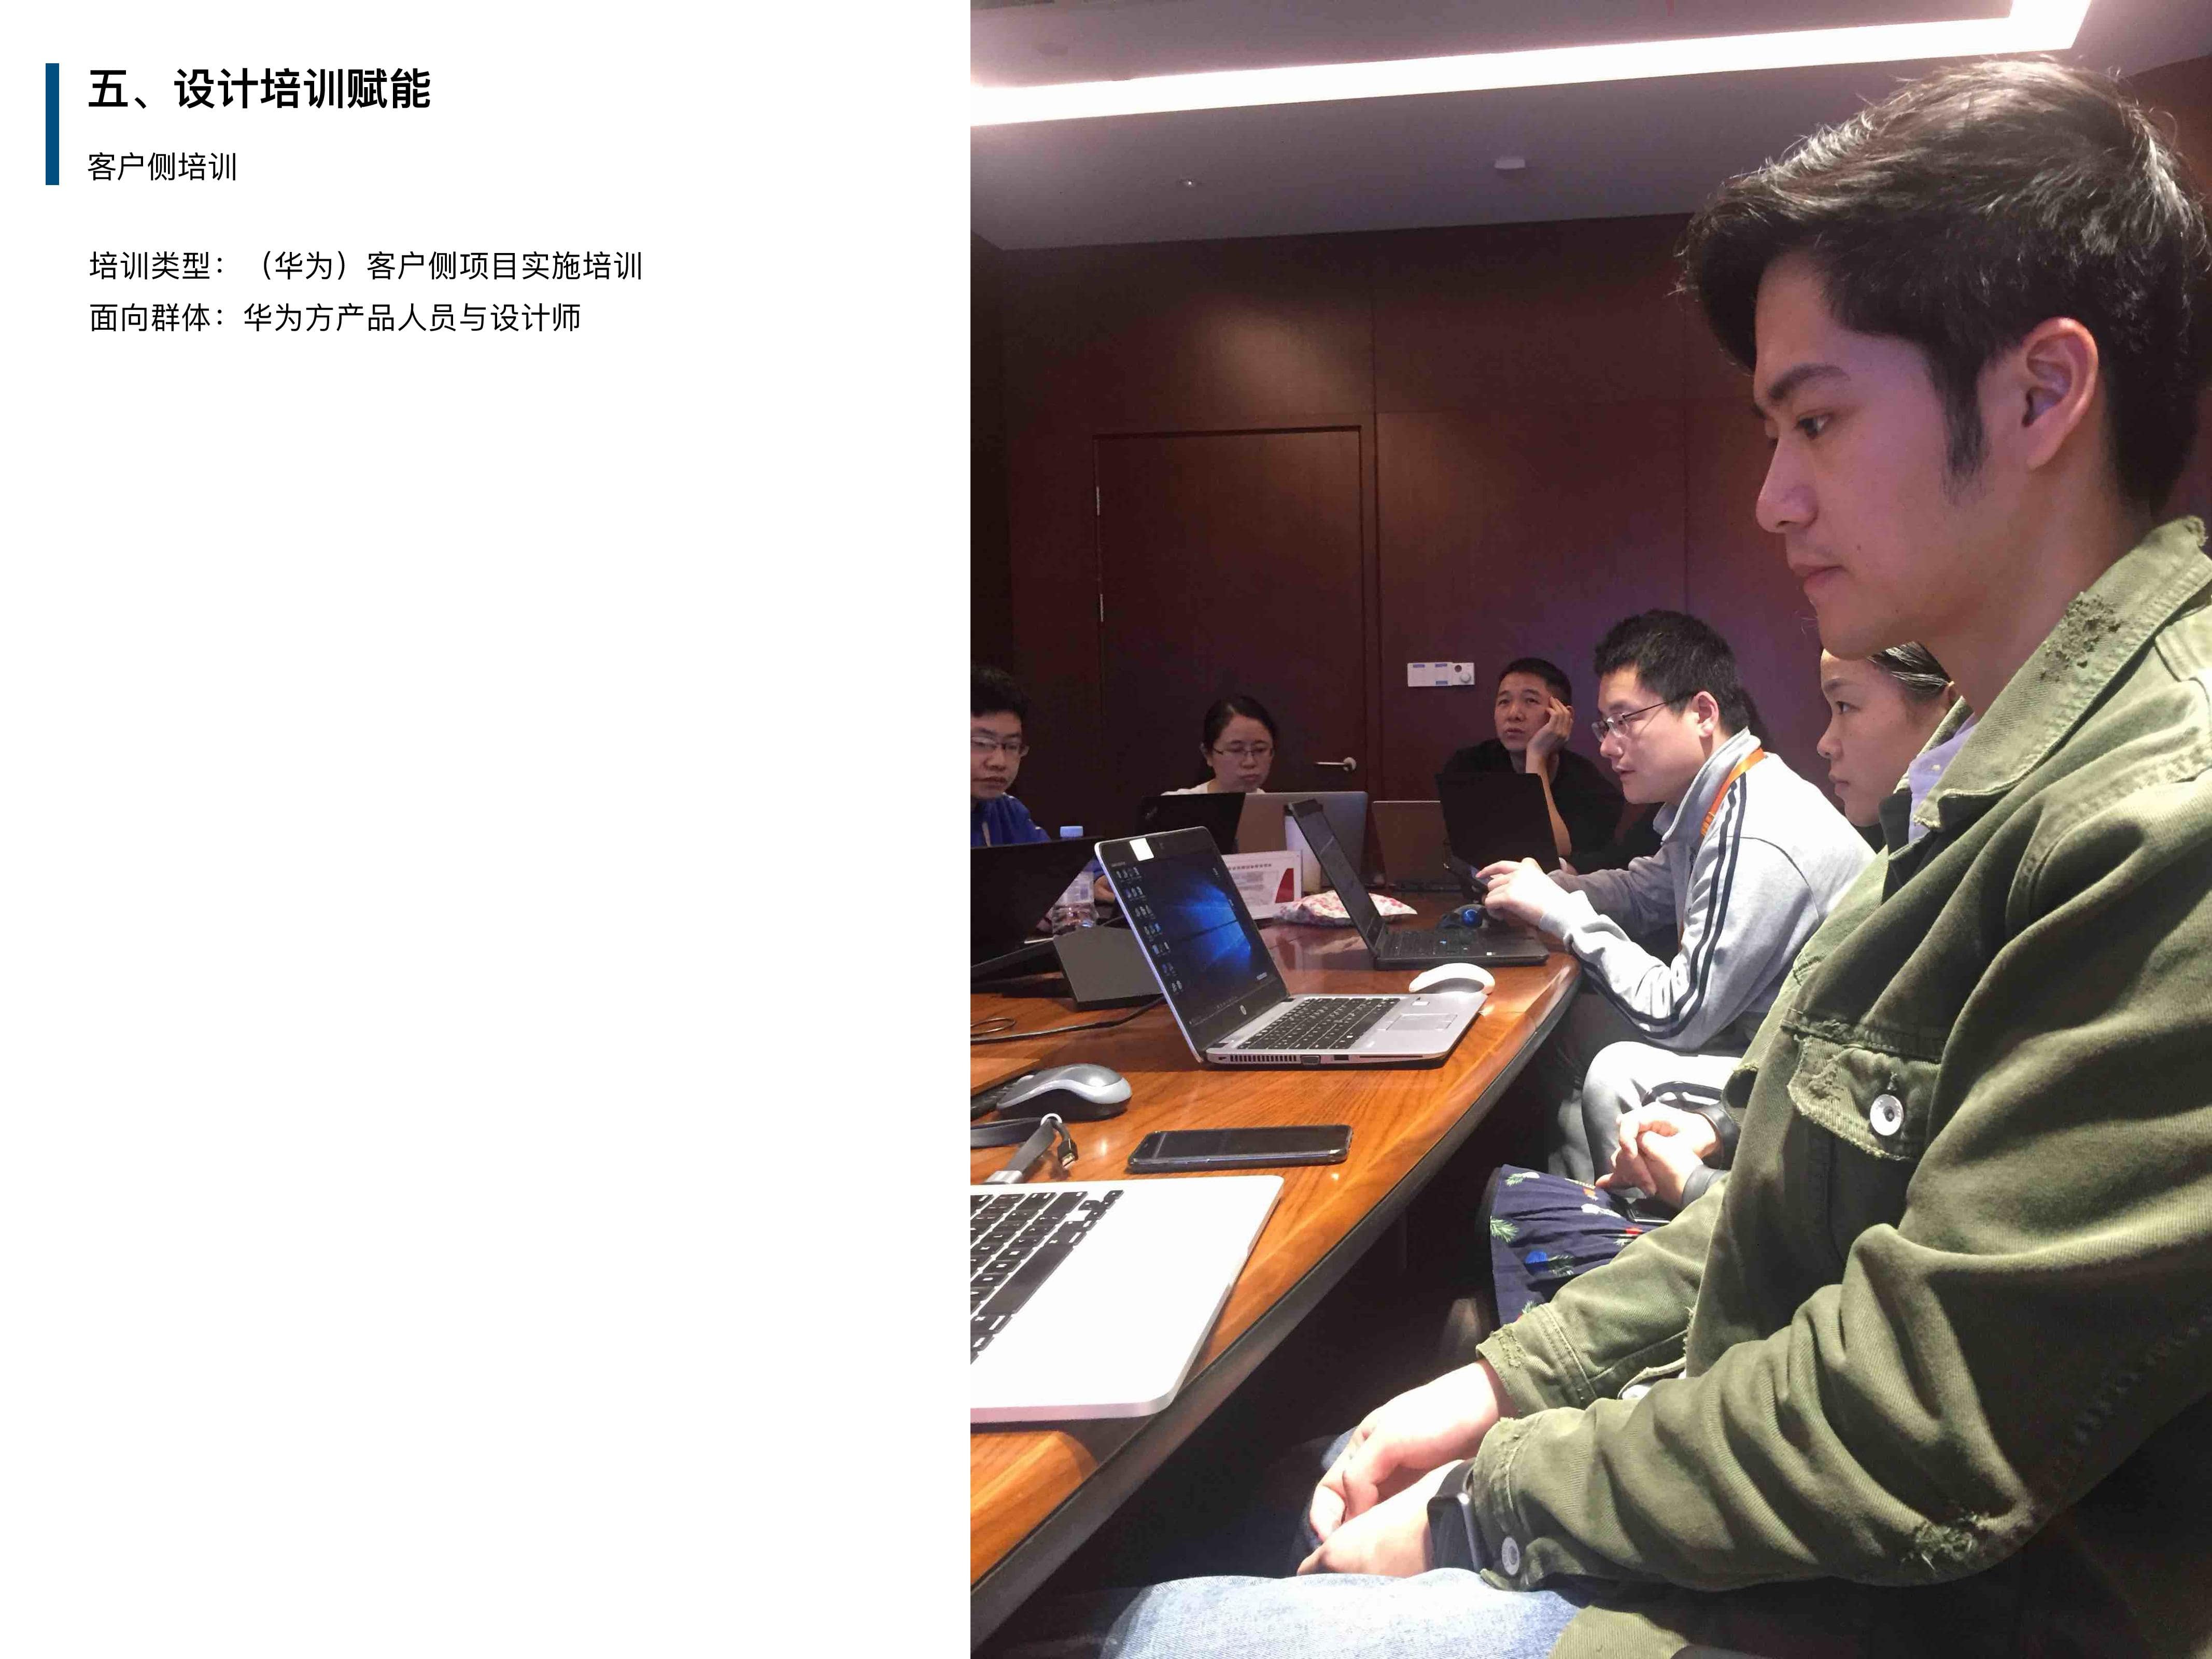 五、设计培训赋能
客户侧培训
培训类型：（华为）客户侧项目实施培训
面向群体：华为方产品人员与设计师